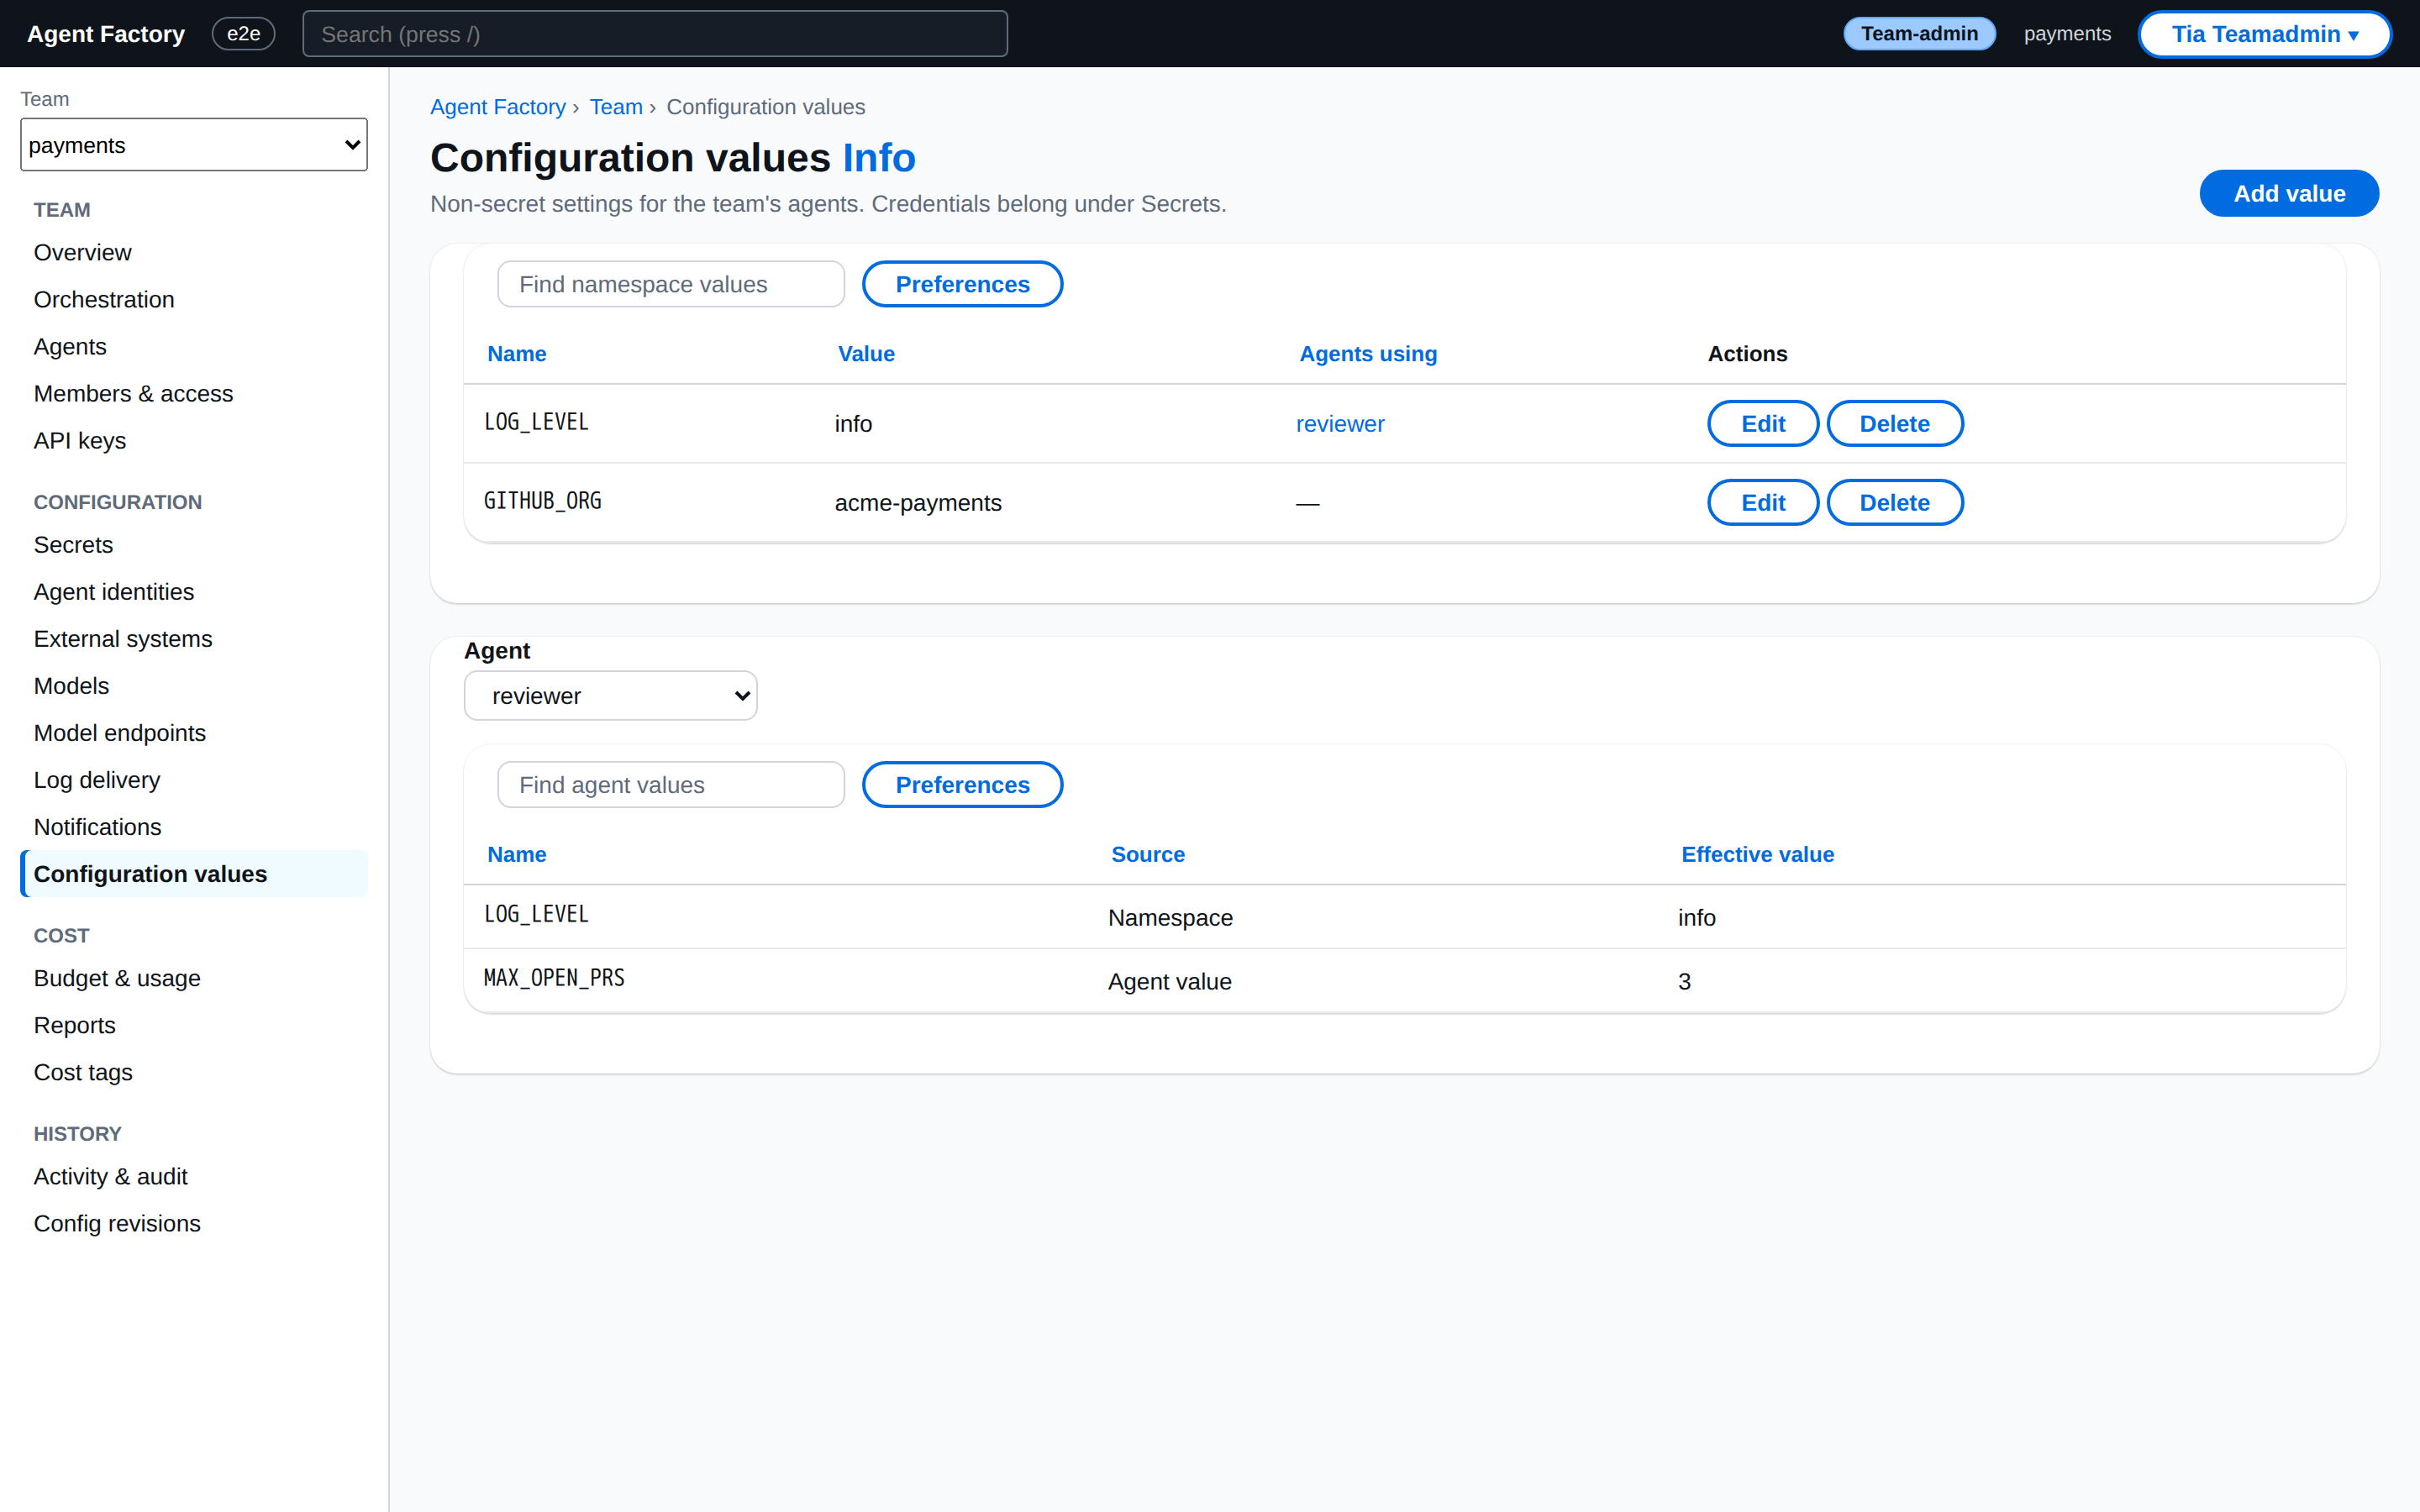 Agent Factory e2e Search (press /) Team-admin payments Tia Teamadmin ▾
Team
payments
TEAM
Overview
Orchestration
Agents
Members & access
API keys
CONFIGURATION
Secrets
Agent identities
External systems
Models
Model endpoints
Log delivery
Notifications
Configuration values
COST
Budget & usage
Reports
Cost tags
HISTORY
Activity & audit
Config revisions
Agent Factory › Team › Configuration values
Configuration values Info
Non-secret settings for the team's agents. Credentials belong under Secrets.
Add value
Find namespace values Preferences
Name Value Agents using Actions
LOG_LEVEL info reviewer Edit Delete
GITHUB_ORG acme-payments — Edit Delete
Agent
reviewer
Find agent values Preferences
Name Source Effective value
LOG_LEVEL Namespace info
MAX_OPEN_PRS Agent value 3